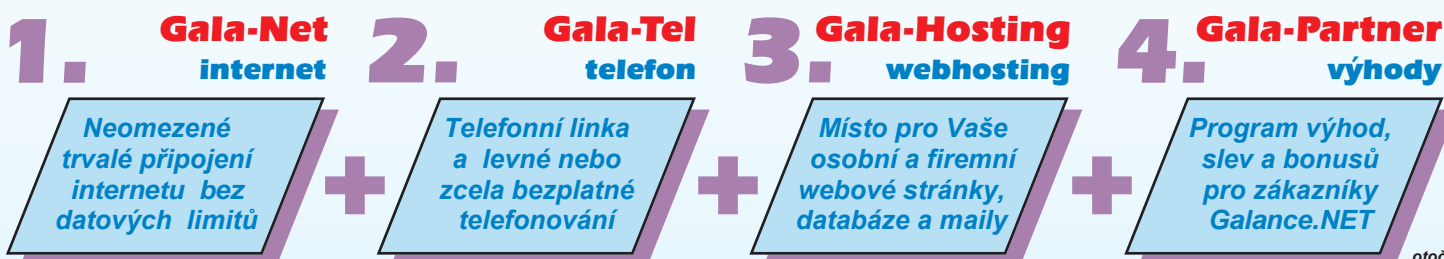 1. Gala-Net
internet
Neomezené
trvalé připojení
internetu bez
datových limitů
+
2. Gala-Tel
telefon
Telefonní linka
a levné nebo
zcela bezplatné
telefonování
+
3. Gala-Hosting
webhosting
Místo pro Vaše
osobní a firemní
webové stránky,
databáze a maily
+
4. Gala-Partner
výhody
Program výhod,
slev a bonusů
pro zákazníky
Galance.NET